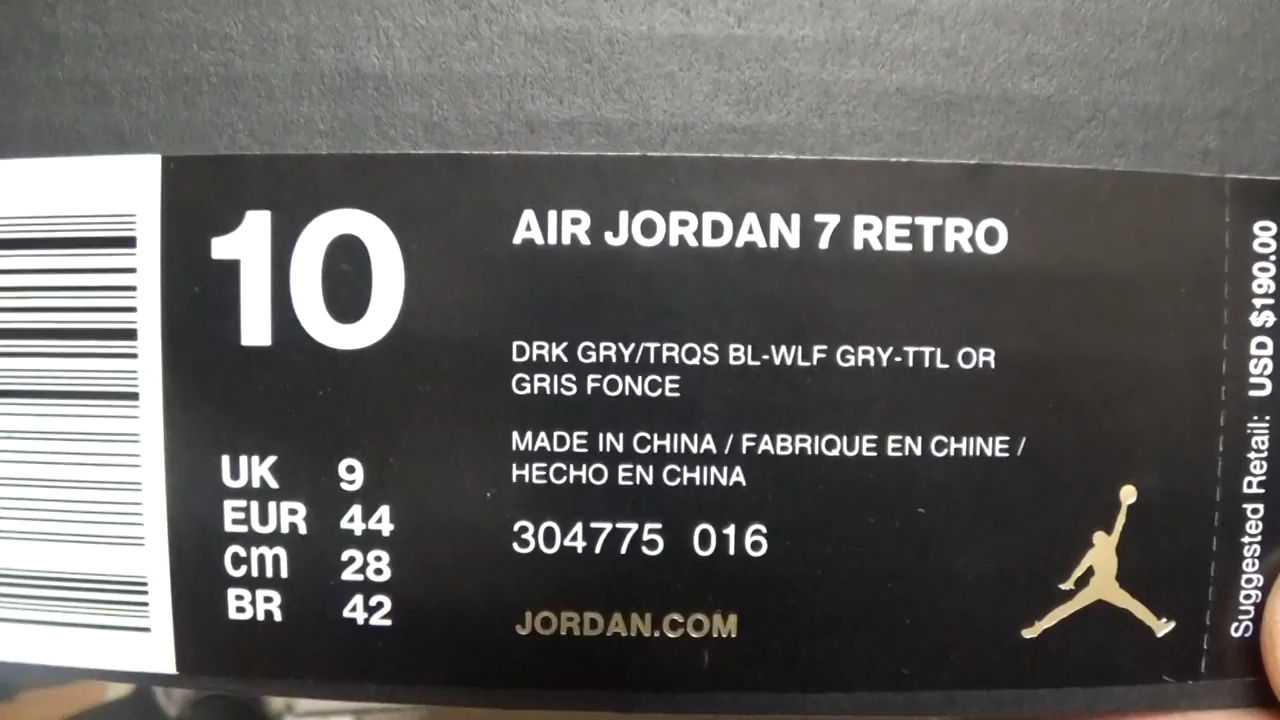 10
AIR JORDAN 7 RETRO
DRK GRY/TRQS BL-WLF GRY-TTL OR
GRIS FONCE
MADE IN CHINA / FABRIQUE EN CHINE /
HECHO EN CHINA
304775 016
JORDAN.COM
UK 9
EUR 44
cm 28
BR 42
Suggested Retail: USD $190.00